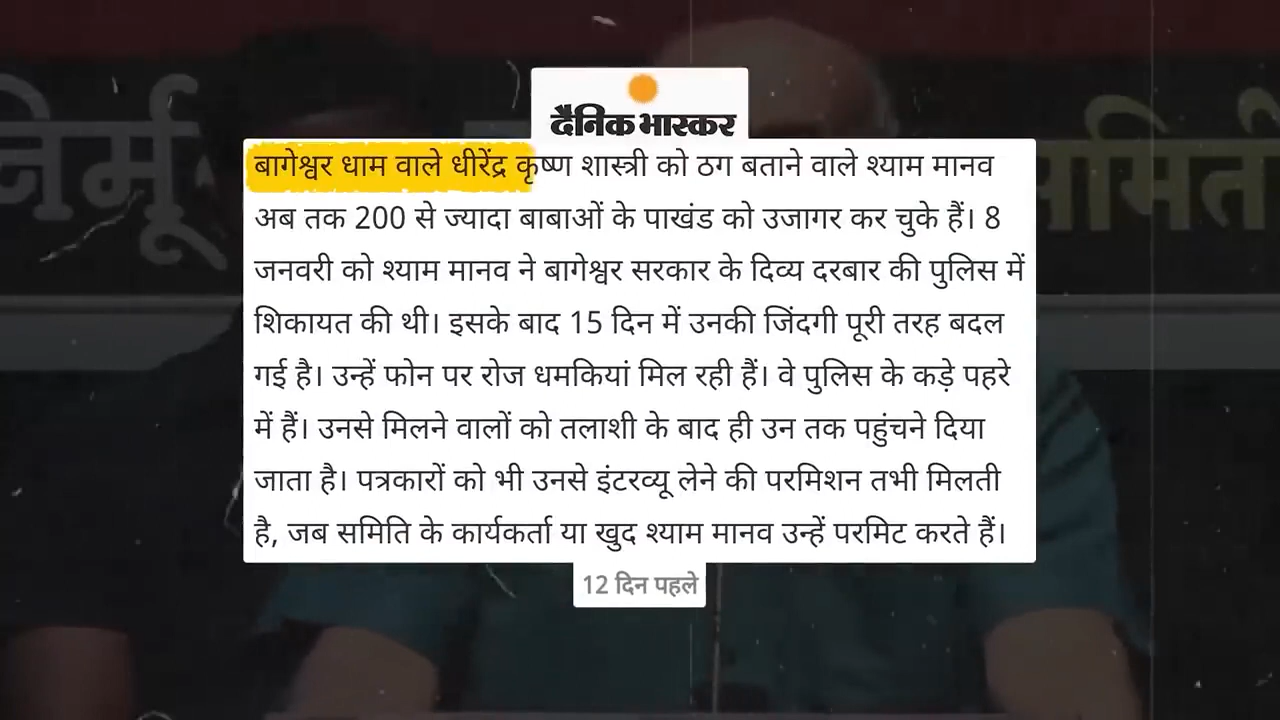 निर्मू
समित
दैनिक भास्कर
बागेश्वर धाम वाले धीरेंद्र कृष्ण शास्त्री को ठग बताने वाले श्याम मानव
अब तक 200 से ज्यादा बाबाओं के पाखंड को उजागर कर चुके हैं। 8
जनवरी को श्याम मानव ने बागेश्वर सरकार के दिव्य दरबार की पुलिस में
शिकायत की थी। इसके बाद 15 दिन में उनकी जिंदगी पूरी तरह बदल
गई है। उन्हें फोन पर रोज धमकियां मिल रही हैं। वे पुलिस के कड़े पहरे
में हैं। उनसे मिलने वालों को तलाशी के बाद ही उन तक पहुंचने दिया
जाता है। पत्रकारों को भी उनसे इंटरव्यू लेने की परमिशन तभी मिलती
है, जब समिति के कार्यकर्ता या खुद श्याम मानव उन्हें परमिट करते हैं।
12 दिन पहले